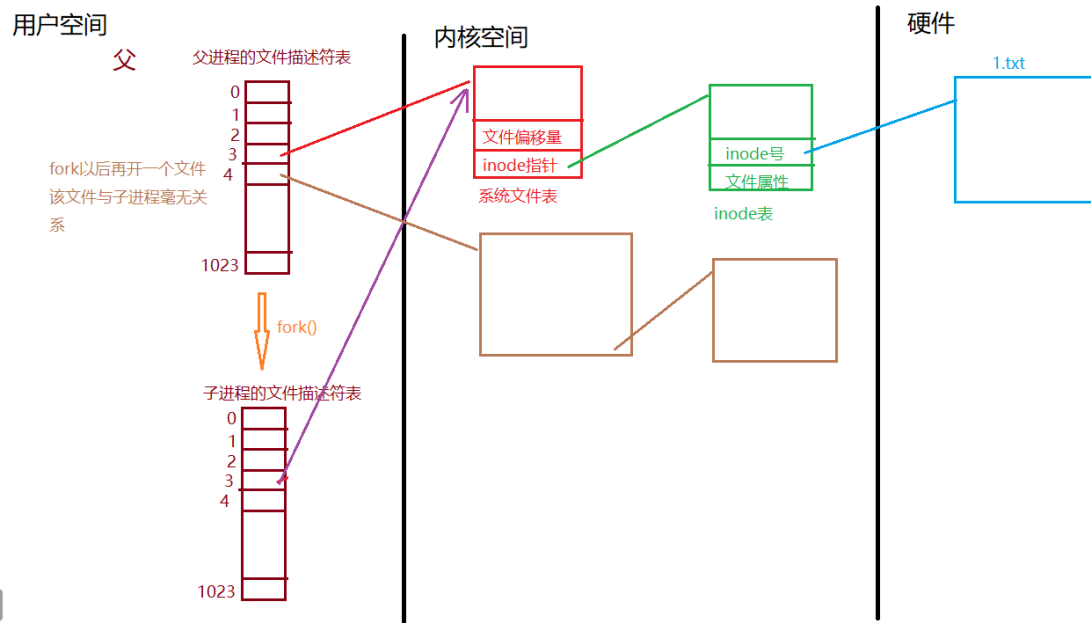 用户空间
父
父进程的文件描述符表
0
1
2
3
4
1023
fork以后再开一个文件
该文件与子进程毫无关
系
fork()
子进程的文件描述符表
0
1
2
3
4
1023
内核空间
文件偏移量
inode指针
系统文件表
inode号
文件属性
inode表
硬件
1.txt